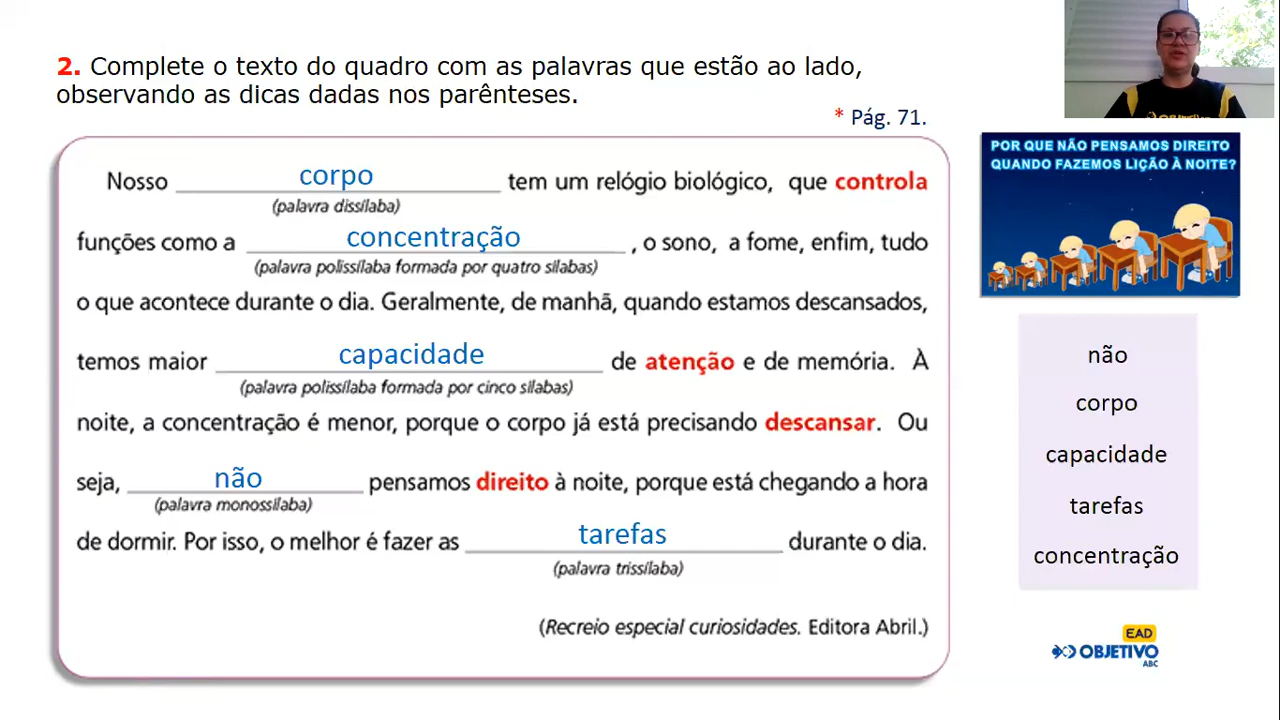 2. Complete o texto do quadro com as palavras que estão ao lado,
observando as dicas dadas nos parênteses.
* Pág. 71.
Nosso corpo tem um relógio biológico, que controla
(palavra dissílaba)
funções como a concentração , o sono, a fome, enfim, tudo
(palavra polissílaba formada por quatro sílabas)
o que acontece durante o dia. Geralmente, de manhã, quando estamos descansados,
temos maior capacidade de atenção e de memória. À
(palavra polissílaba formada por cinco sílabas)
noite, a concentração é menor, porque o corpo já está precisando descansar. Ou
seja, não pensamos direito à noite, porque está chegando a hora
(palavra monossílaba)
de dormir. Por isso, o melhor é fazer as tarefas durante o dia.
(palavra trissílaba)
(Recreio especial curiosidades. Editora Abril.)
POR QUE NÃO PENSAMOS DIREITO
QUANDO FAZEMOS LIÇÃO À NOITE?
não
corpo
capacidade
tarefas
concentração
EAD
OBJETIVO
ABC